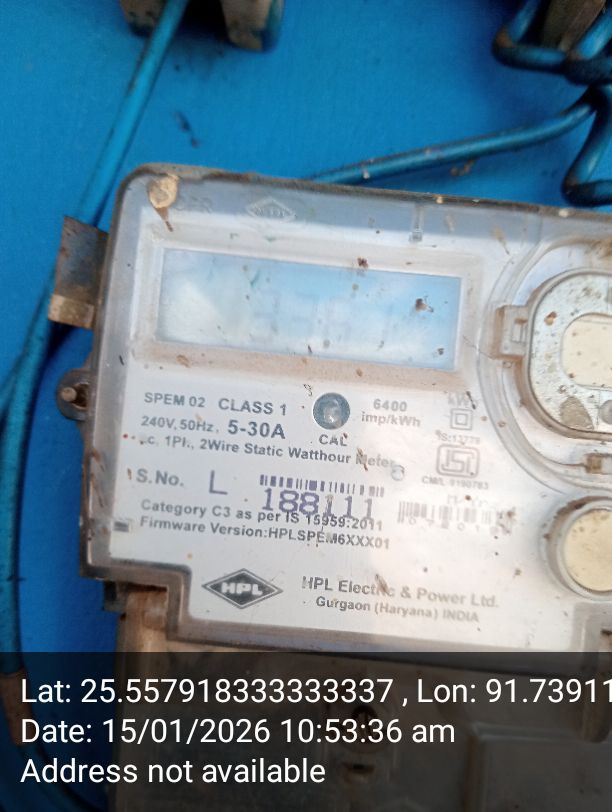 SPEM 02 CLASS 1
6400
imp/kWh
240V, 50Hz, 5-30A
CAL
a.c. 1Ph, 2Wire Static Watthour Meter
S.No. L 188111
CM/L 9190783
Category C3 as per IS 15959:2011
Firmware Version:HPLSPEM6XXX01
HPL
HPL Electric & Power Ltd.
Gurgaon (Haryana) INDIA
Lat: 25.557918333333337 , Lon: 91.73911
Date: 15/01/2026 10:53:36 am
Address not available